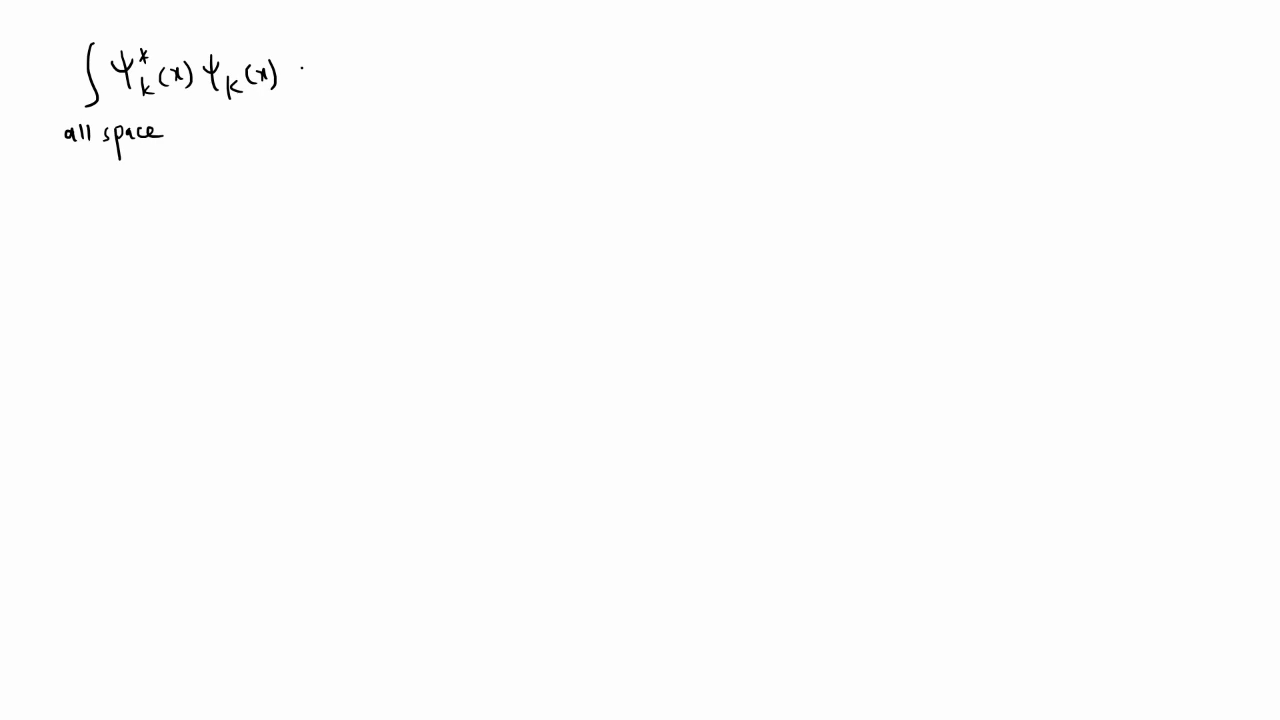 ∫ ψ*ₖ(x) ψₖ(x) ·
all space